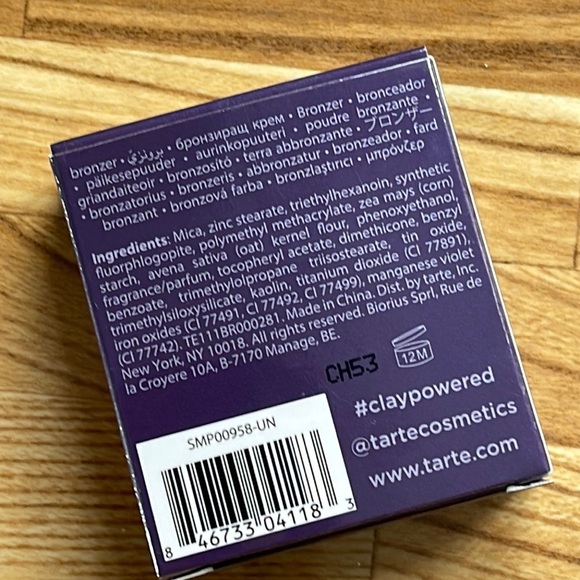 bronzer • برونزي • бронзиращ крем • Bronzer • bronceador
• päikesepuuder • aurinkopuuteri • poudre bronzante •
griandaiteoir • bronzosító • terra abbronzante • ブロンザー
• bronzatorius • bronzeris • abbronzatur • bronzeador • fard
bronzant • bronzová farba • bronzlaştırıcı • μπρόνζερ
Ingredients: Mica, zinc stearate, triethylhexanoin, synthetic
fluorphlogopite, polymethyl methacrylate, zea mays (corn)
starch, avena sativa (oat) kernel flour, phenoxyethanol,
fragrance/parfum, tocopheryl acetate, dimethicone, benzyl
benzoate, trimethylolpropane triisostearate, tin oxide,
trimethylsiloxysilicate, kaolin, titanium dioxide (CI 77891),
iron oxides (CI 77491, CI 77492, CI 77499), manganese violet
(CI 77742). TE111BR000281. Made in China. Dist. by tarte, Inc.
New York, NY 10018. All rights reserved. Biorius Sprl, Rue de
la Croyere 10A, B-7170 Manage, BE.
CH53
12M
#claypowered
@tartecosmetics
www.tarte.com
SMP00958-UN
8 46733 04118 3